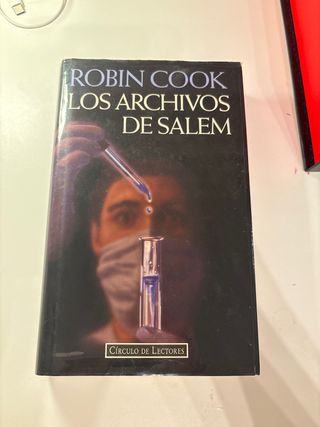 ROBIN COOK
LOS ARCHIVOS
DE SALEM
CÍRCULO DE LECTORES